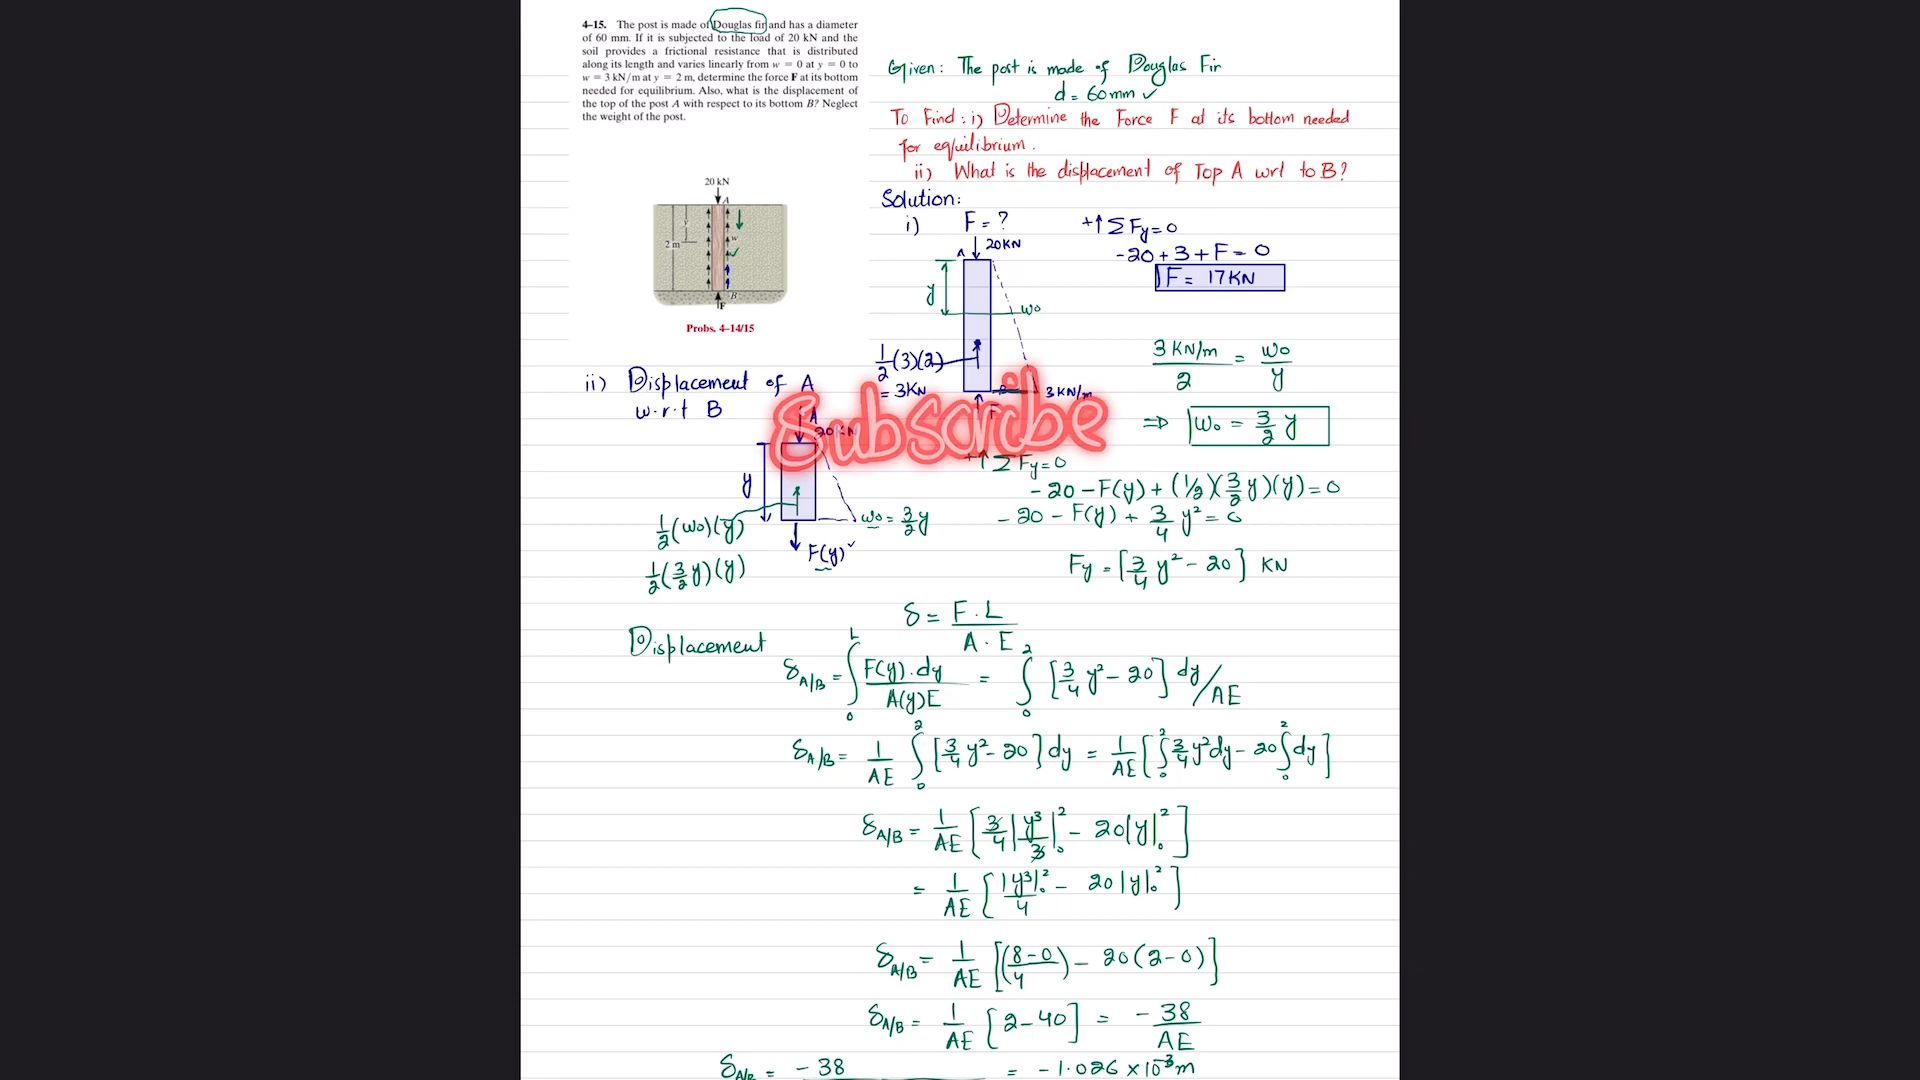 4–15. The post is made of Douglas fir and has a diameter
of 60 mm. If it is subjected to the load of 20 kN and the
soil provides a frictional resistance that is distributed
along its length and varies linearly from w = 0 at y = 0 to
w = 3 kN/m at y = 2 m, determine the force F at its bottom
needed for equilibrium. Also, what is the displacement of
the top of the post A with respect to its bottom B? Neglect
the weight of the post.
20 kN
A
y
w
2 m
B
F
Probs. 4–14/15
Given: The post is made of Douglas Fir
d = 60mm ✓
To Find: i) Determine the Force F at its bottom needed
for equilibrium.
ii) What is the displacement of Top A wrt to B?
Solution:
i) F = ?
20KN
A
y
wo
1/2 (3)(2)
= 3KN
B
3 KN/m
F
+↑ Σ Fy = 0
-20 + 3 + F = 0
F = 17KN
3 KN/m / 2 = wo / y
⇒ wo = 3/2 y
Subscribe
ii) Displacement of A
w.r.t B
A
20 KN
y
1/2 (wo)(y)
1/2 (3/2 y)(y)
wo = 3/2 y
F(y)
+↑ Σ Fy = 0
-20 - F(y) + (1/2)(3/2 y)(y) = 0
-20 - F(y) + 3/4 y² = 0
Fy = [3/4 y² - 20] KN
δ = F.L / A.E
Displacement
δA/B = ∫₀ᴸ F(y).dy / A(y)E = ∫₀² [3/4 y² - 20] dy/AE
δA/B = 1/AE ∫₀² [3/4 y² - 20] dy = 1/AE [∫₀² 3/4 y² dy - 20 ∫₀² dy]
δA/B = 1/AE [3/4 |y³/3|₀² - 20|y|₀²]
= 1/AE [|y³|₀²/4 - 20|y|₀²]
δA/B = 1/AE [(8-0/4) - 20(2-0)]
δA/B = 1/AE [2-40] = -38/AE
δA/B = -38 = -1.026 × 10⁻³ m